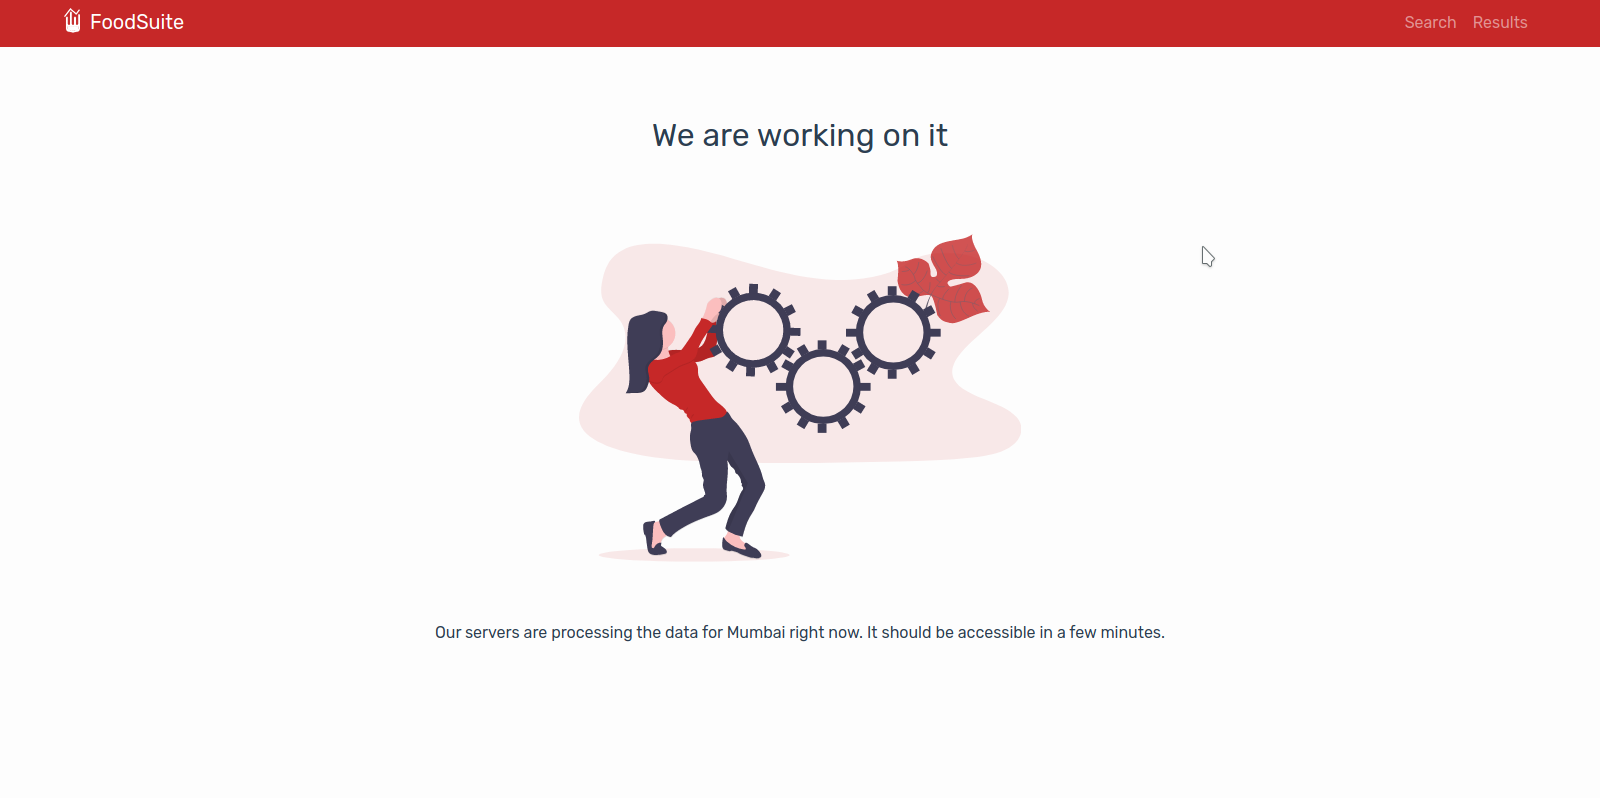 FoodSuite
Search Results
We are working on it
Our servers are processing the data for Mumbai right now. It should be accessible in a few minutes.